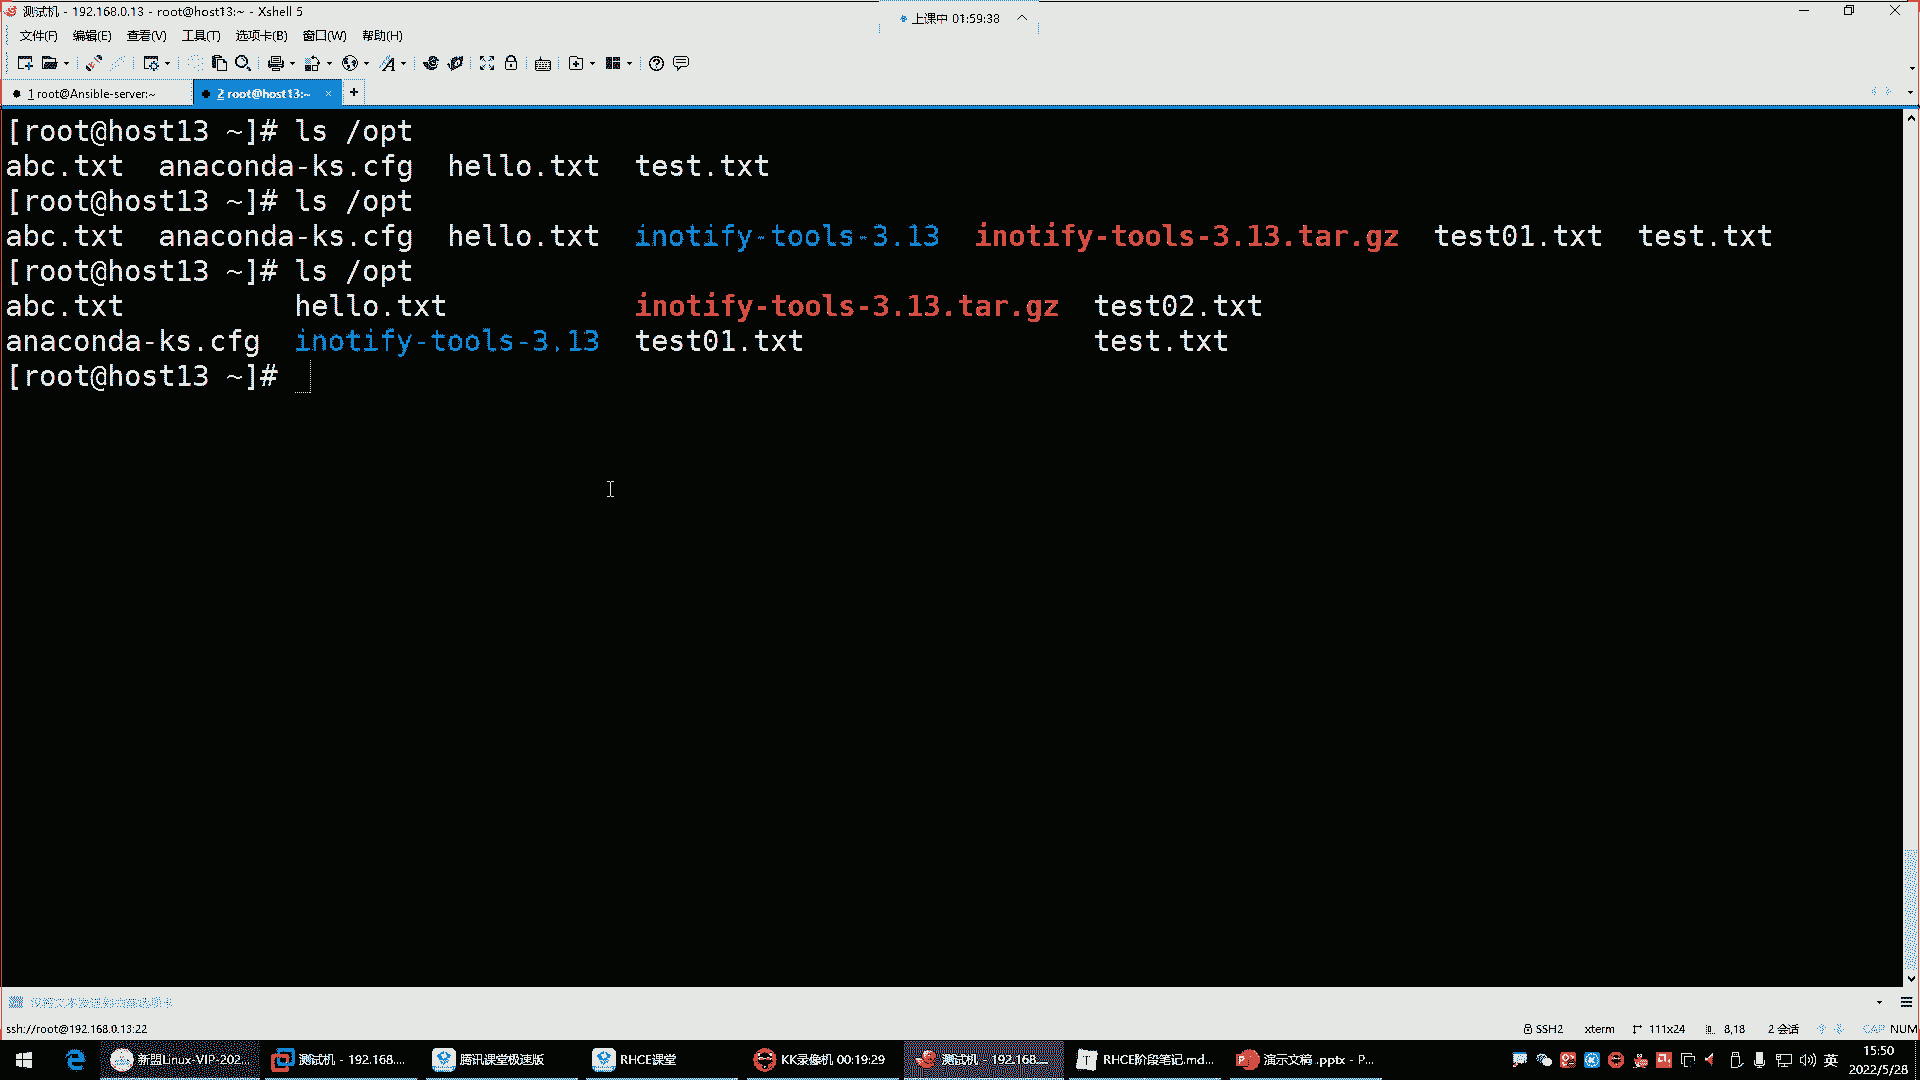 测试机 - 192.168.0.13 - root@host13:~ - Xshell 5
上课中 01:59:38
文件(F) 编辑(E) 查看(V) 工具(T) 选项卡(B) 窗口(W) 帮助(H)
1 root@Ansible-server:~
2 root@host13:~
[root@host13 ~]# ls /opt
abc.txt  anaconda-ks.cfg  hello.txt  test.txt
[root@host13 ~]# ls /opt
abc.txt  anaconda-ks.cfg  hello.txt  inotify-tools-3.13  inotify-tools-3.13.tar.gz  test01.txt  test.txt
[root@host13 ~]# ls /opt
abc.txt          hello.txt           inotify-tools-3.13.tar.gz  test02.txt
anaconda-ks.cfg  inotify-tools-3.13  test01.txt                 test.txt
[root@host13 ~]#
ssh://root@192.168.0.13:22
SSH2 xterm 111x24 8,18 2 会话 CAP NUM
新盟Linux-VIP-202... 测试机 - 192.168.... 腾讯课堂极速版 RHCE课堂 KK录像机 00:19:29 测试机 - 192.168.... RHCE阶段笔记.md... 演示文稿 .pptx - P... 英 15:50
2022/5/28